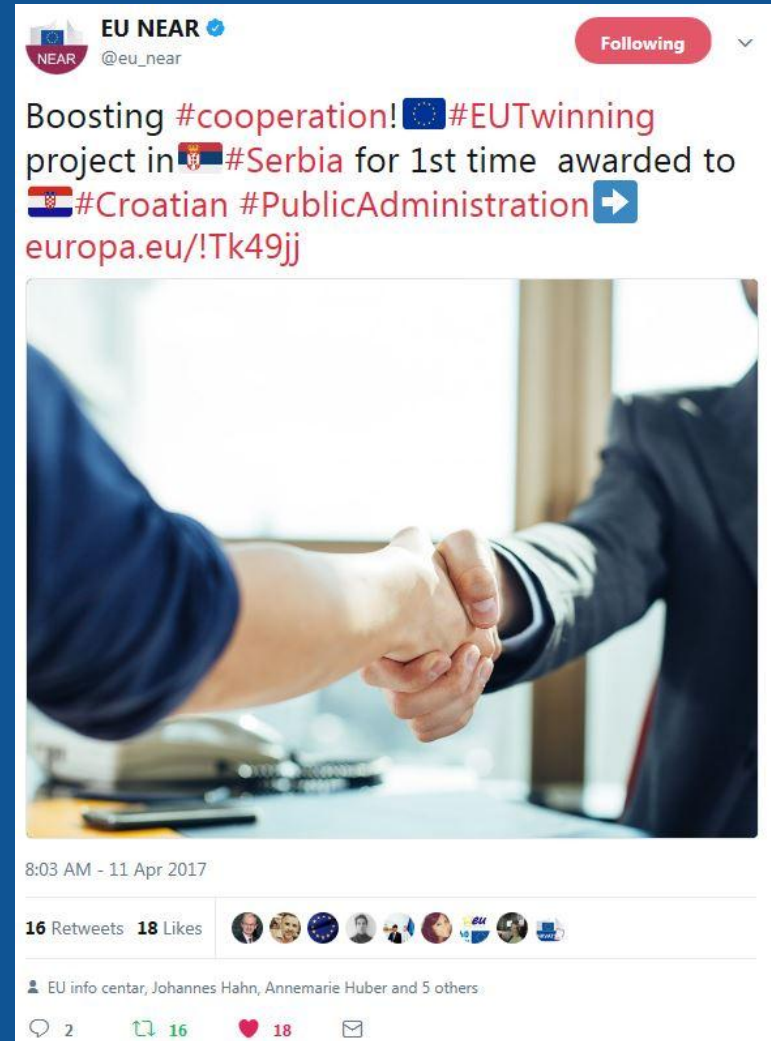 EU NEAR
NEAR
@eu_near
Following
Boosting #cooperation! #EUTwinning
project in #Serbia for 1st time awarded to
#Croatian #PublicAdministration
europa.eu/!Tk49jj
8:03 AM - 11 Apr 2017
16 Retweets 18 Likes
EU info centar, Johannes Hahn, Annemarie Huber and 5 others
2 16 18